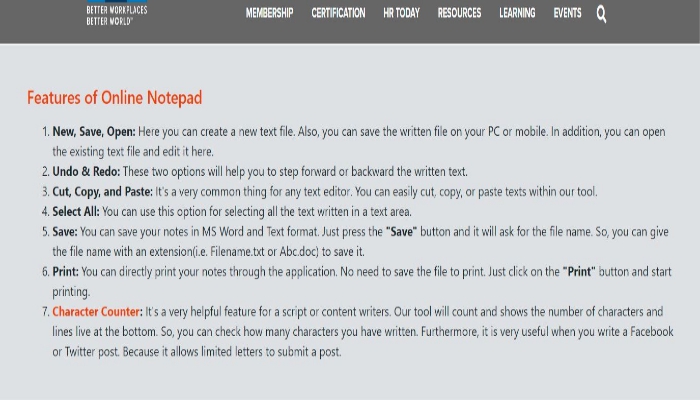 BETTER WORKPLACES
BETTER WORLD™
MEMBERSHIP CERTIFICATION HR TODAY RESOURCES LEARNING EVENTS
Features of Online Notepad
1. New, Save, Open: Here you can create a new text file. Also, you can save the written file on your PC or mobile. In addition, you can open
the existing text file and edit it here.
2. Undo & Redo: These two options will help you to step forward or backward the written text.
3. Cut, Copy, and Paste: It's a very common thing for any text editor. You can easily cut, copy, or paste texts within our tool.
4. Select All: You can use this option for selecting all the text written in a text area.
5. Save: You can save your notes in MS Word and Text format. Just press the "Save" button and it will ask for the file name. So, you can give
the file name with an extension(i.e. Filename.txt or Abc.doc) to save it.
6. Print: You can directly print your notes through the application. No need to save the file to print. Just click on the "Print" button and start
printing.
7. Character Counter: It's a very helpful feature for a script or content writers. Our tool will count and shows the number of characters and
lines live at the bottom. So, you can check how many characters you have written. Furthermore, it is very useful when you write a Facebook
or Twitter post. Because it allows limited letters to submit a post.